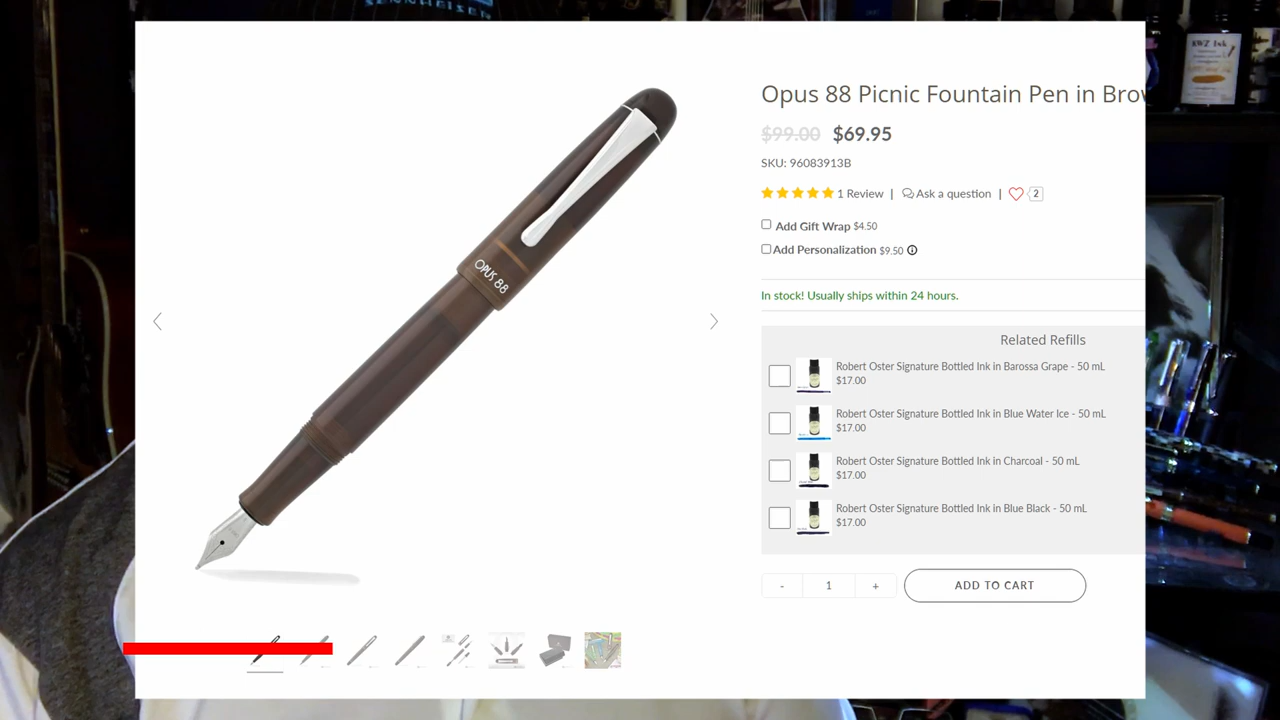 KWZ Ink
Opus 88 Picnic Fountain Pen in Brow
$99.00 $69.95
SKU: 96083913B
1 Review | Ask a question | 2
Add Gift Wrap $4.50
Add Personalization $9.50
OPUS 88
In stock! Usually ships within 24 hours.
Related Refills
Robert Oster Signature Bottled Ink in Barossa Grape - 50 mL
$17.00
Robert Oster Signature Bottled Ink in Blue Water Ice - 50 mL
$17.00
Robert Oster Signature Bottled Ink in Charcoal - 50 mL
$17.00
Robert Oster Signature Bottled Ink in Blue Black - 50 mL
$17.00
- 1 +
ADD TO CART